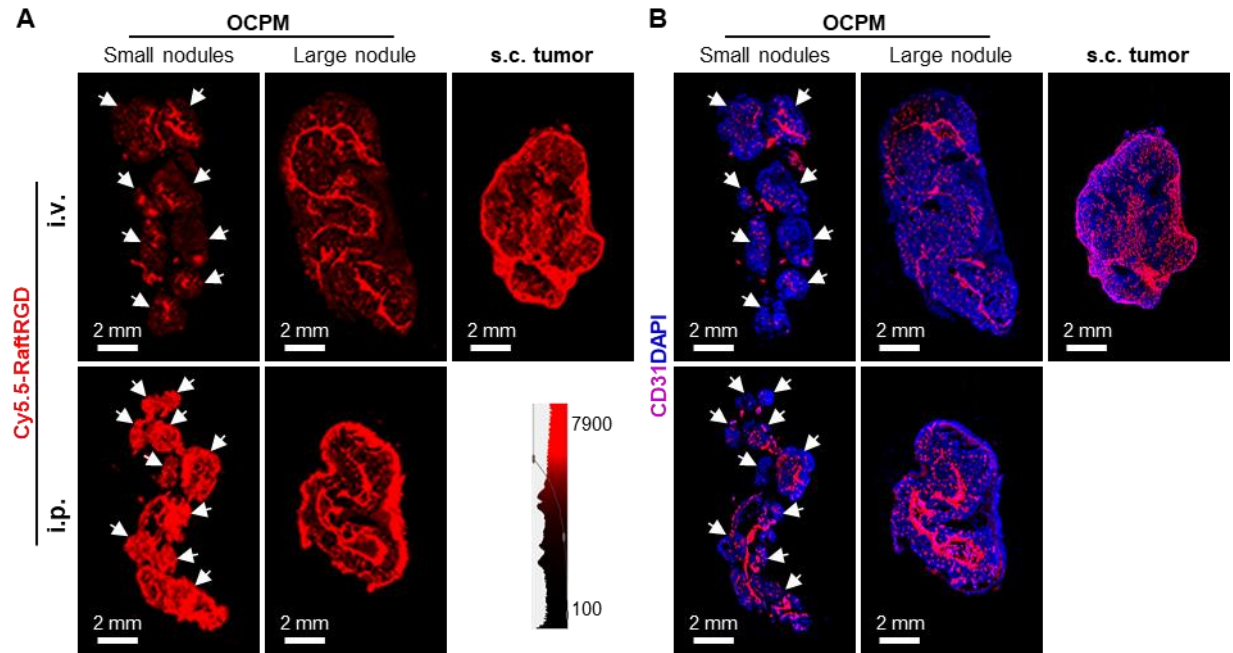 A
OCPM
Small nodules
Large nodule
s.c. tumor
Cy5.5-RaftRGD
i.v.
2 mm
2 mm
2 mm
i.p.
2 mm
2 mm
7900
100
B
OCPM
Small nodules
Large nodule
s.c. tumor
CD31DAPI
2 mm
2 mm
2 mm
2 mm
2 mm